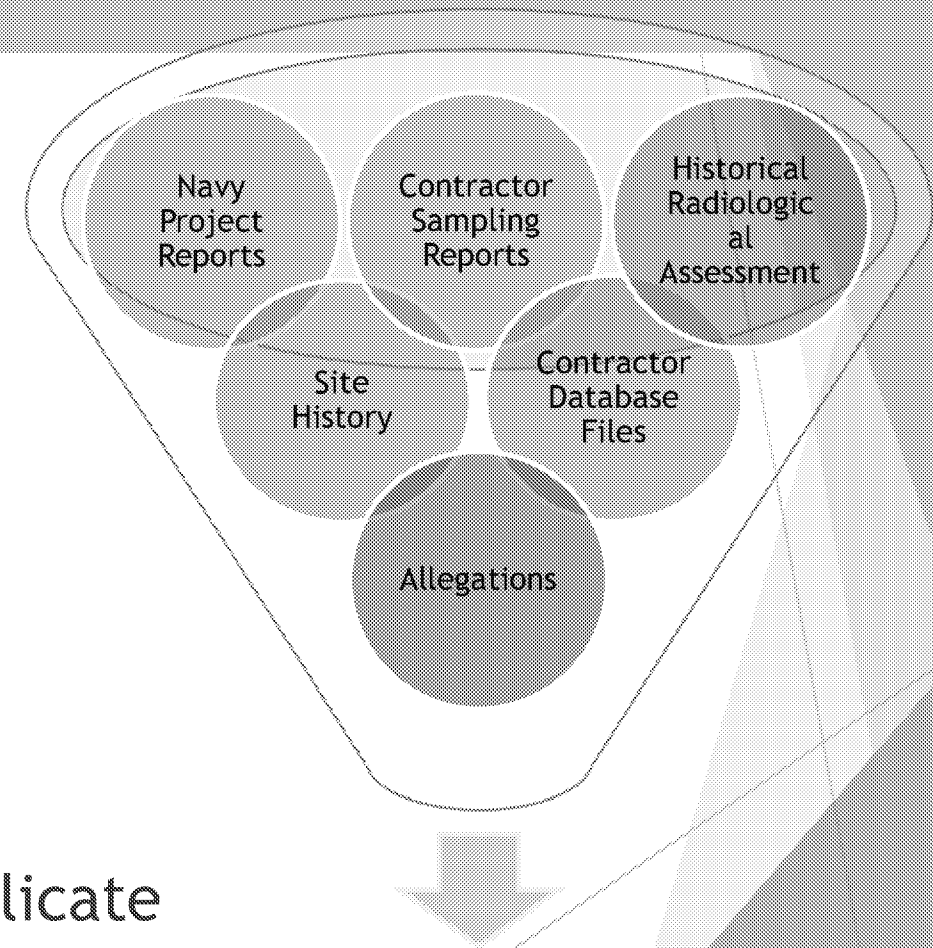 Navy
Project
Reports
Contractor
Sampling
Reports
Historical
Radiologic
al
Assessment
Site
History
Contractor
Database
Files
Allegations
licate